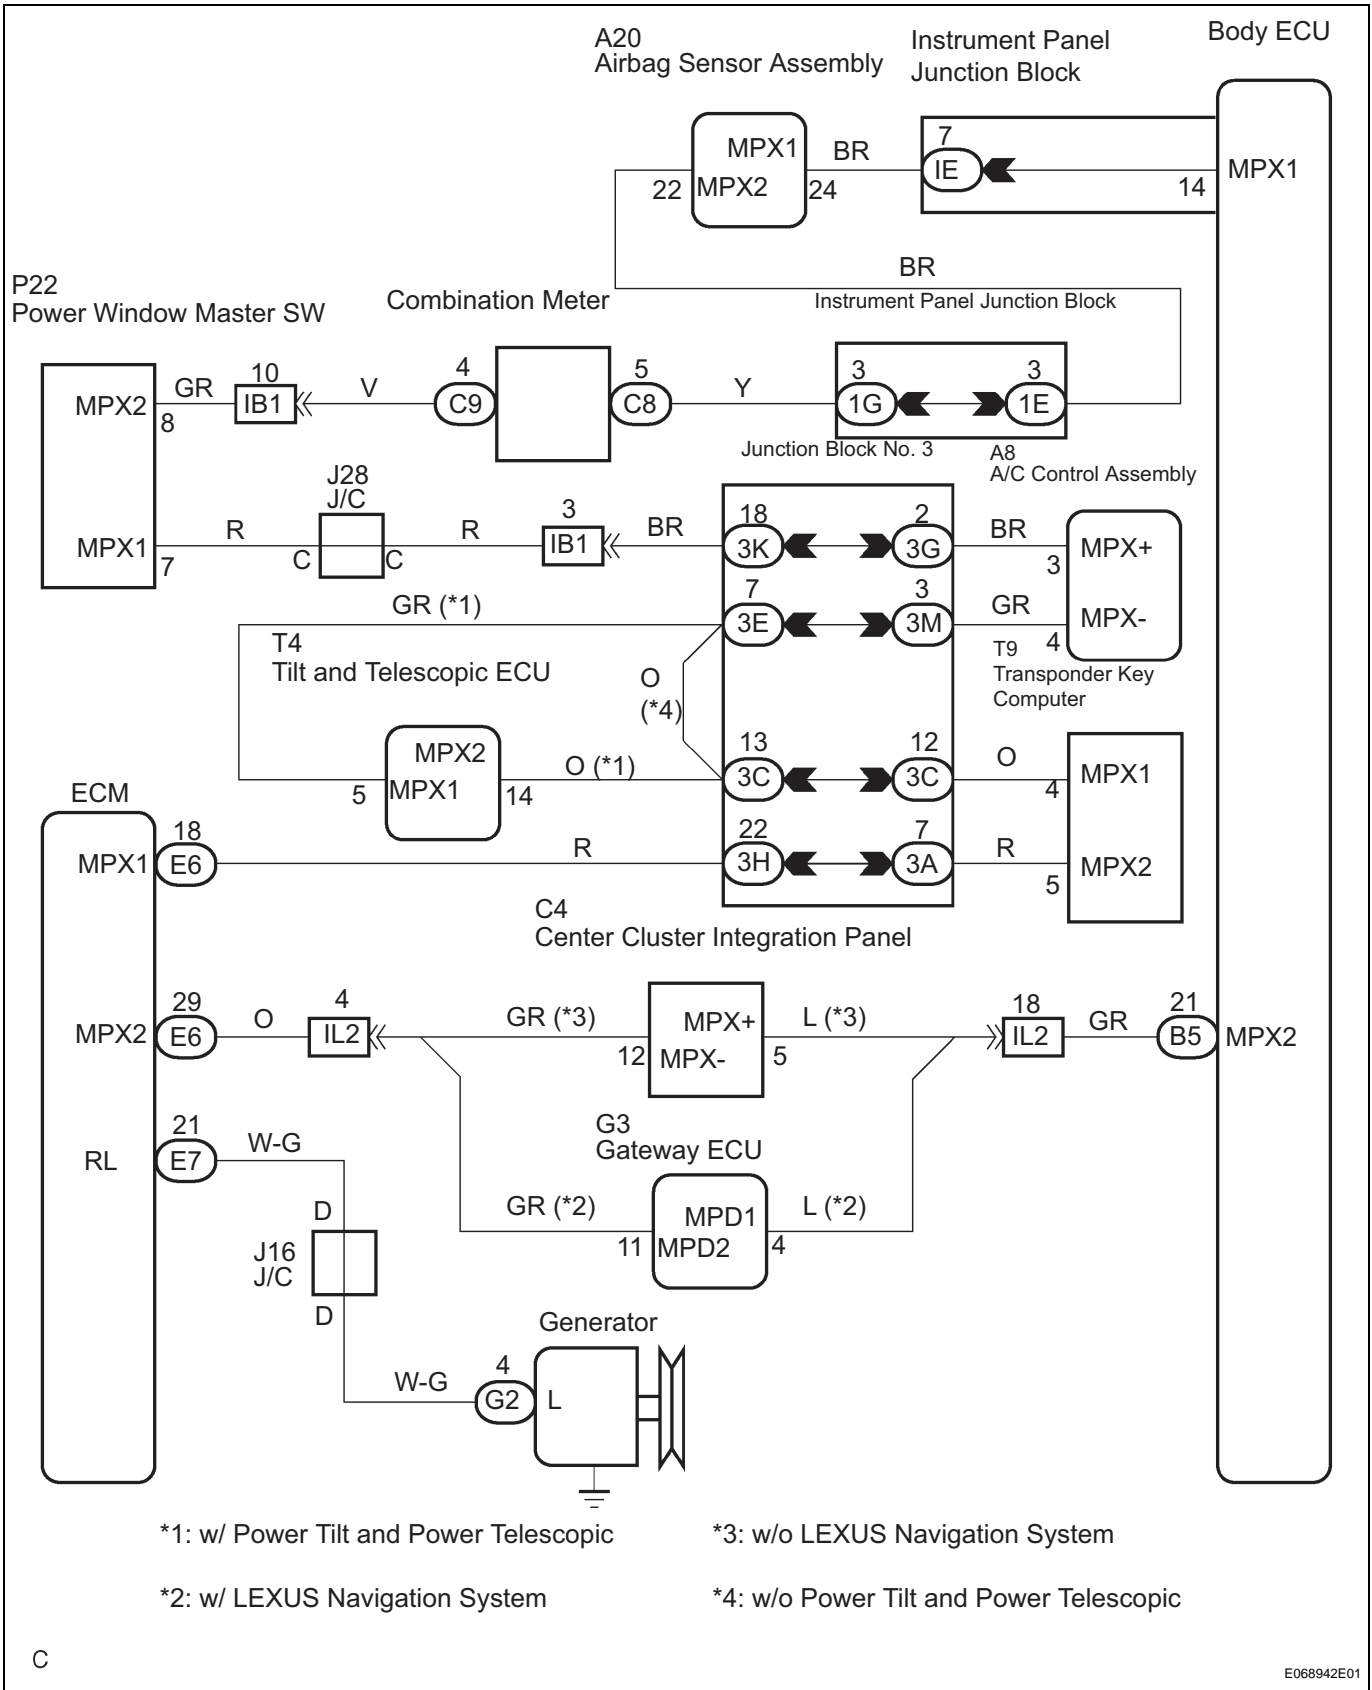 A20
Airbag Sensor Assembly
Instrument Panel
Junction Block
Body ECU
MPX1
MPX2
22
24
BR
7
IE
14
MPX1
BR
P22
Power Window Master SW
Combination Meter
Instrument Panel Junction Block
MPX2
8
GR
10
IB1
V
4
C9
5
C8
Y
3
1G
3
1E
Junction Block No. 3
A8
A/C Control Assembly
J28
J/C
MPX1
7
R
C
C
R
3
IB1
BR
18
3K
2
3G
BR
3
MPX+
GR (*1)
7
3E
3
3M
GR
4
MPX-
T4
Tilt and Telescopic ECU
O
(*4)
T9
Transponder Key
Computer
MPX2
MPX1
5
14
O (*1)
13
3C
12
3C
O
4
MPX1
ECM
MPX1
18
E6
R
22
3H
7
3A
R
5
MPX2
C4
Center Cluster Integration Panel
MPX2
29
E6
O
4
IL2
GR (*3)
12
MPX+
MPX-
5
L (*3)
18
IL2
GR
21
B5
MPX2
G3
Gateway ECU
RL
21
E7
W-G
GR (*2)
11
MPD1
MPD2
4
L (*2)
D
J16
J/C
D
Generator
W-G
4
G2
L
*1: w/ Power Tilt and Power Telescopic
*3: w/o LEXUS Navigation System
*2: w/ LEXUS Navigation System
*4: w/o Power Tilt and Power Telescopic
C
E068942E01